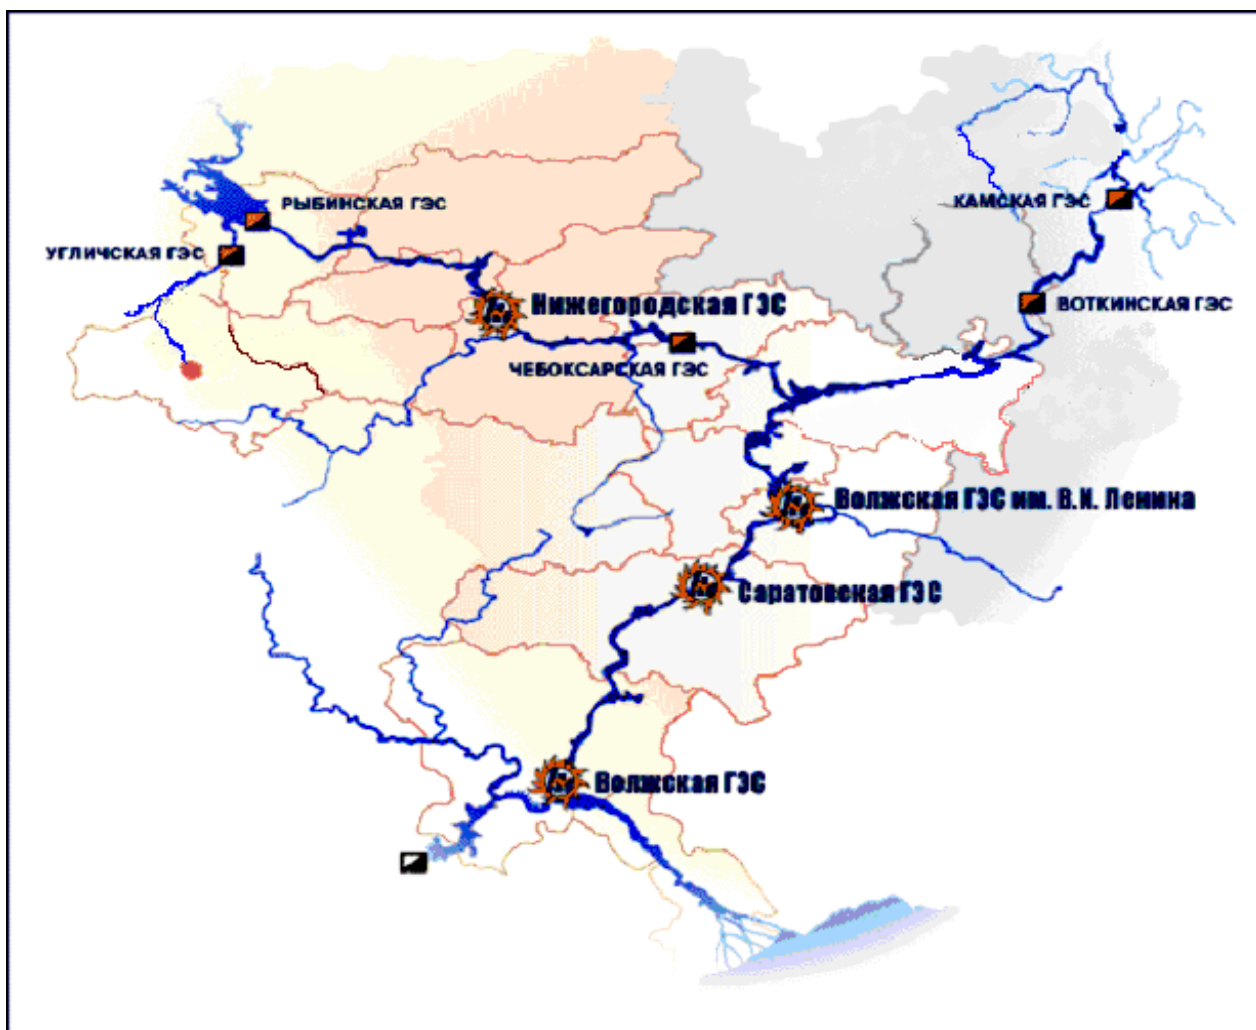 РЫБИНСКАЯ ГЭС
КАМСКАЯ ГЭС
УГЛИЧСКАЯ ГЭС
Нижегородская ГЭС
ВОТКИНСКАЯ ГЭС
ЧЕБОКСАРСКАЯ ГЭС
Волжская ГЭС им. В.И. Ленина
Саратовская ГЭС
Волжская ГЭС